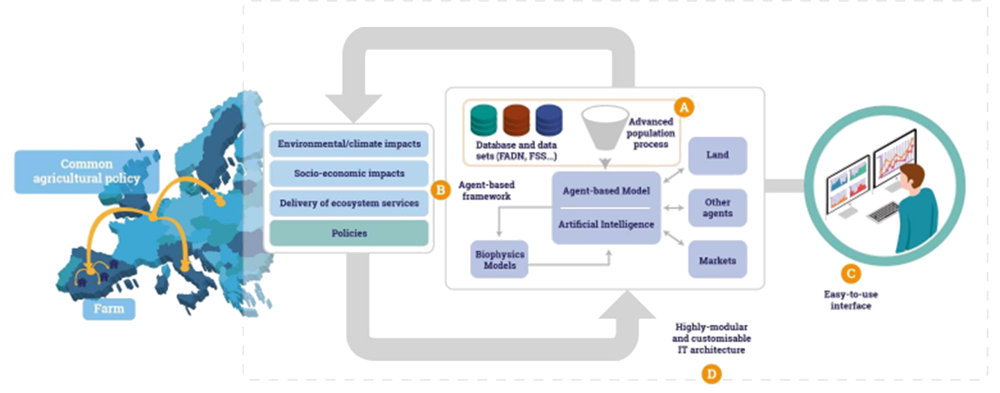 Common
agricultural policy
Farm
Environmental/climate impacts
Socio-economic impacts
Delivery of ecosystem services
Policies
B
Agent-based
framework
Database and data
sets (FADN, FSS...)
Advanced
population
process
A
Agent-based Model
Artificial Intelligence
Biophysics
Models
Land
Other
agents
Markets
C
Easy-to-use
interface
Highly-modular
and customisable
IT architecture
D